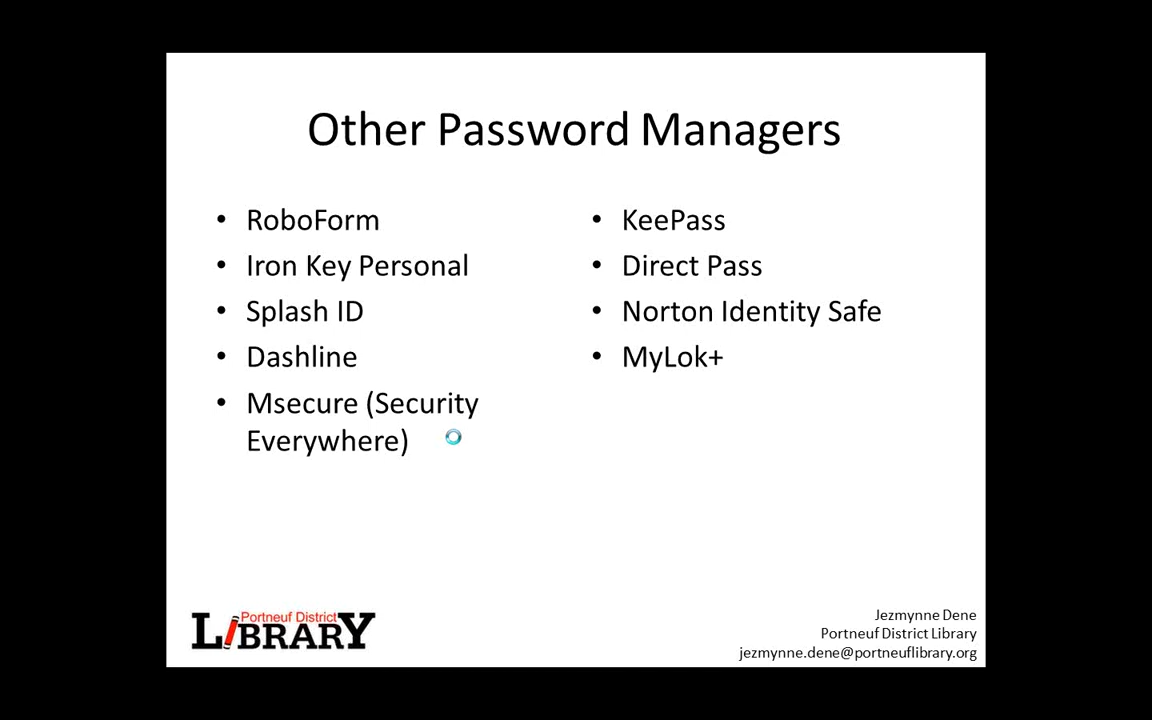 Other Password Managers
• RoboForm
• Iron Key Personal
• Splash ID
• Dashline
• Msecure (Security
Everywhere)
• KeePass
• Direct Pass
• Norton Identity Safe
• MyLok+
Portneuf District
LIBRARY
Jezmynne Dene
Portneuf District Library
jezmynne.dene@portneuflibrary.org